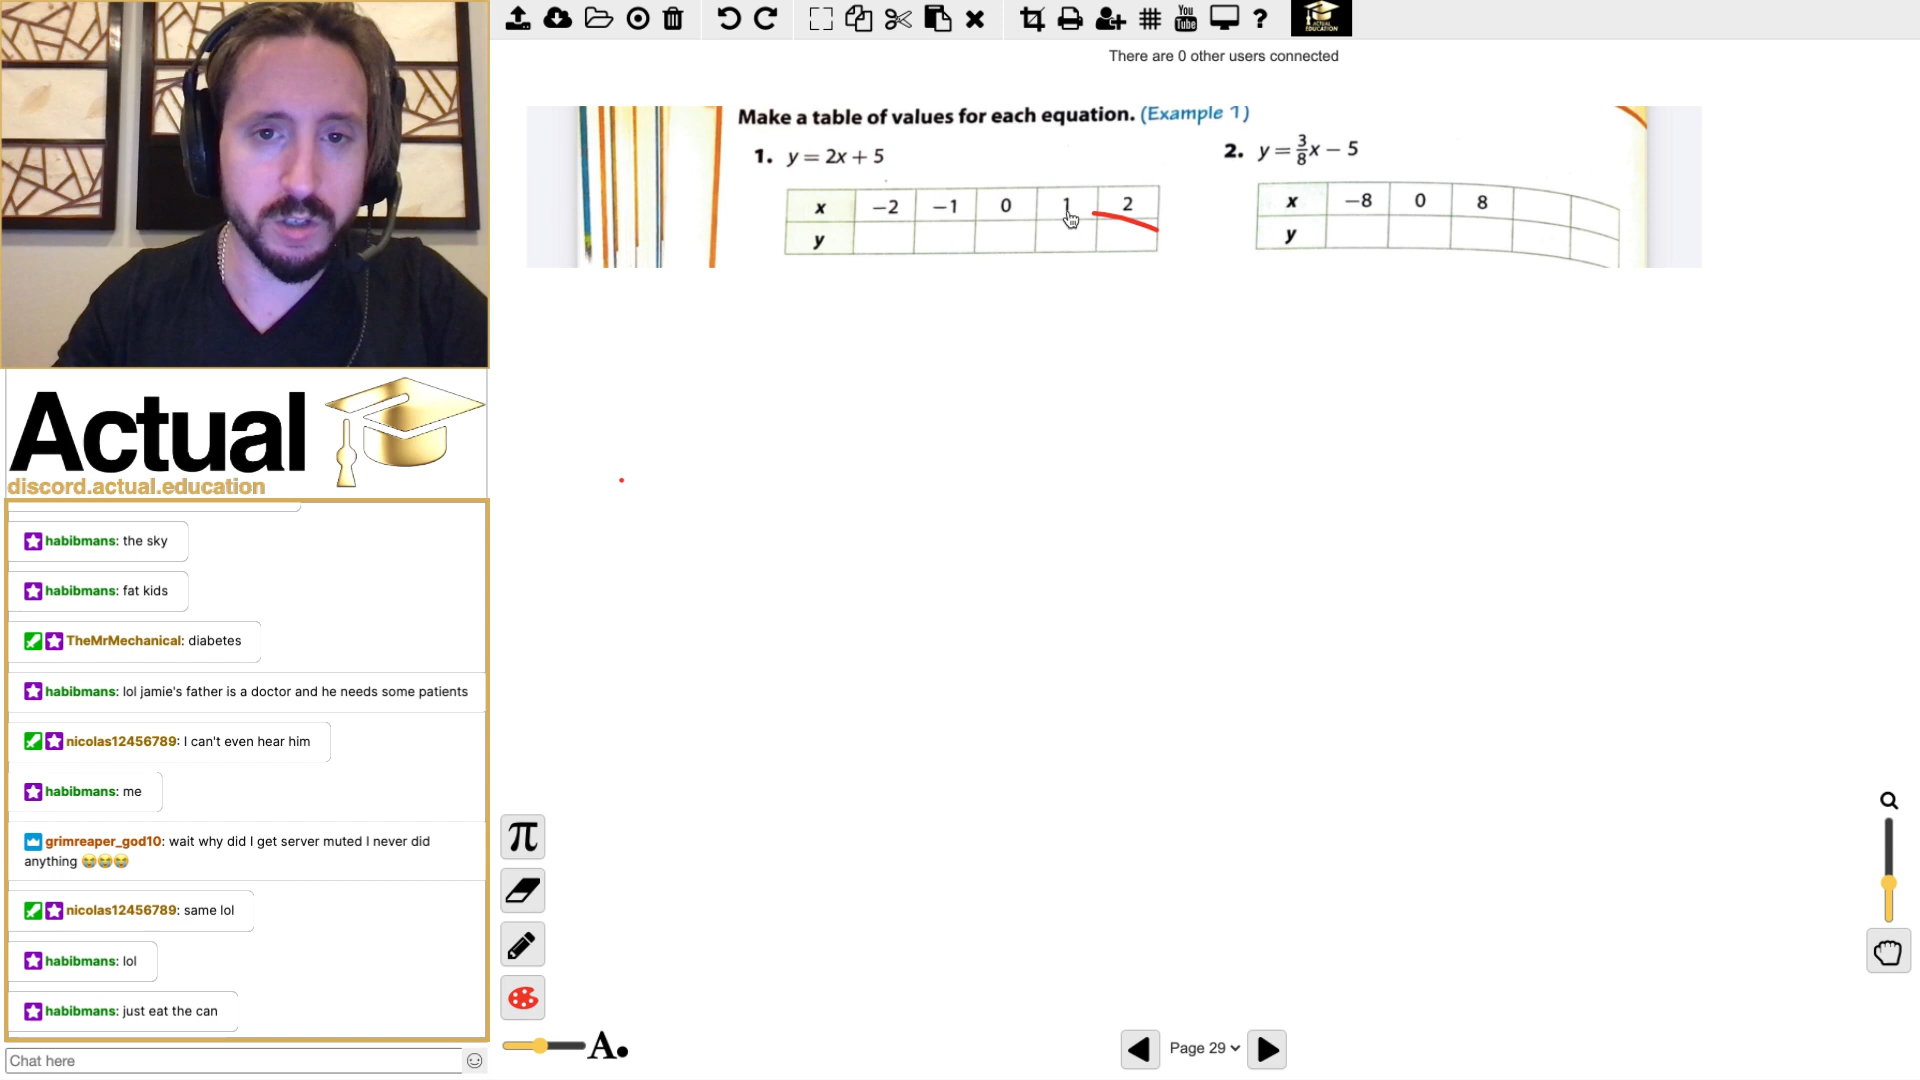 You
Tube
?
ACTUAL
EDUCATION
There are 0 other users connected
Make a table of values for each equation. (Example 1)
1. y = 2x + 5
x −2 −1 0 1 2
y
2. y = 3/8x − 5
x −8 0 8
y
Actual
discord.actual.education
habibmans: the sky
habibmans: fat kids
TheMrMechanical: diabetes
habibmans: lol jamie's father is a doctor and he needs some patients
nicolas12456789: I can't even hear him
habibmans: me
grimreaper_god10: wait why did I get server muted I never did
anything 😭😭😭
nicolas12456789: same lol
habibmans: lol
habibmans: just eat the can
Chat here
π
A
Page 29